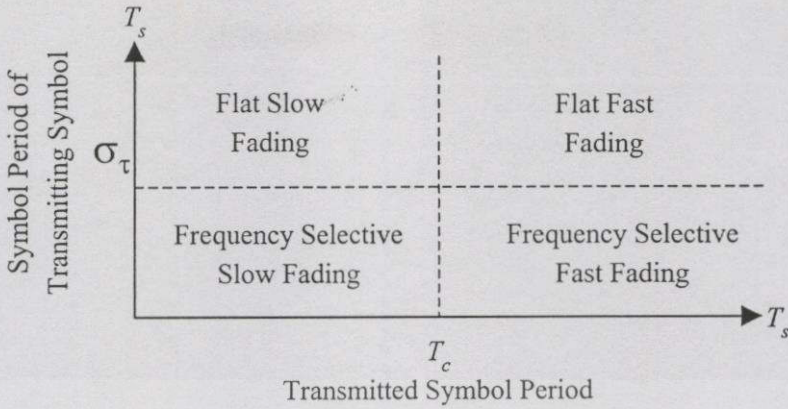 T_s
Symbol Period of
Transmitting Symbol
σ_τ
Flat Slow
Fading
Flat Fast
Fading
Frequency Selective
Slow Fading
Frequency Selective
Fast Fading
T_s
T_c
Transmitted Symbol Period